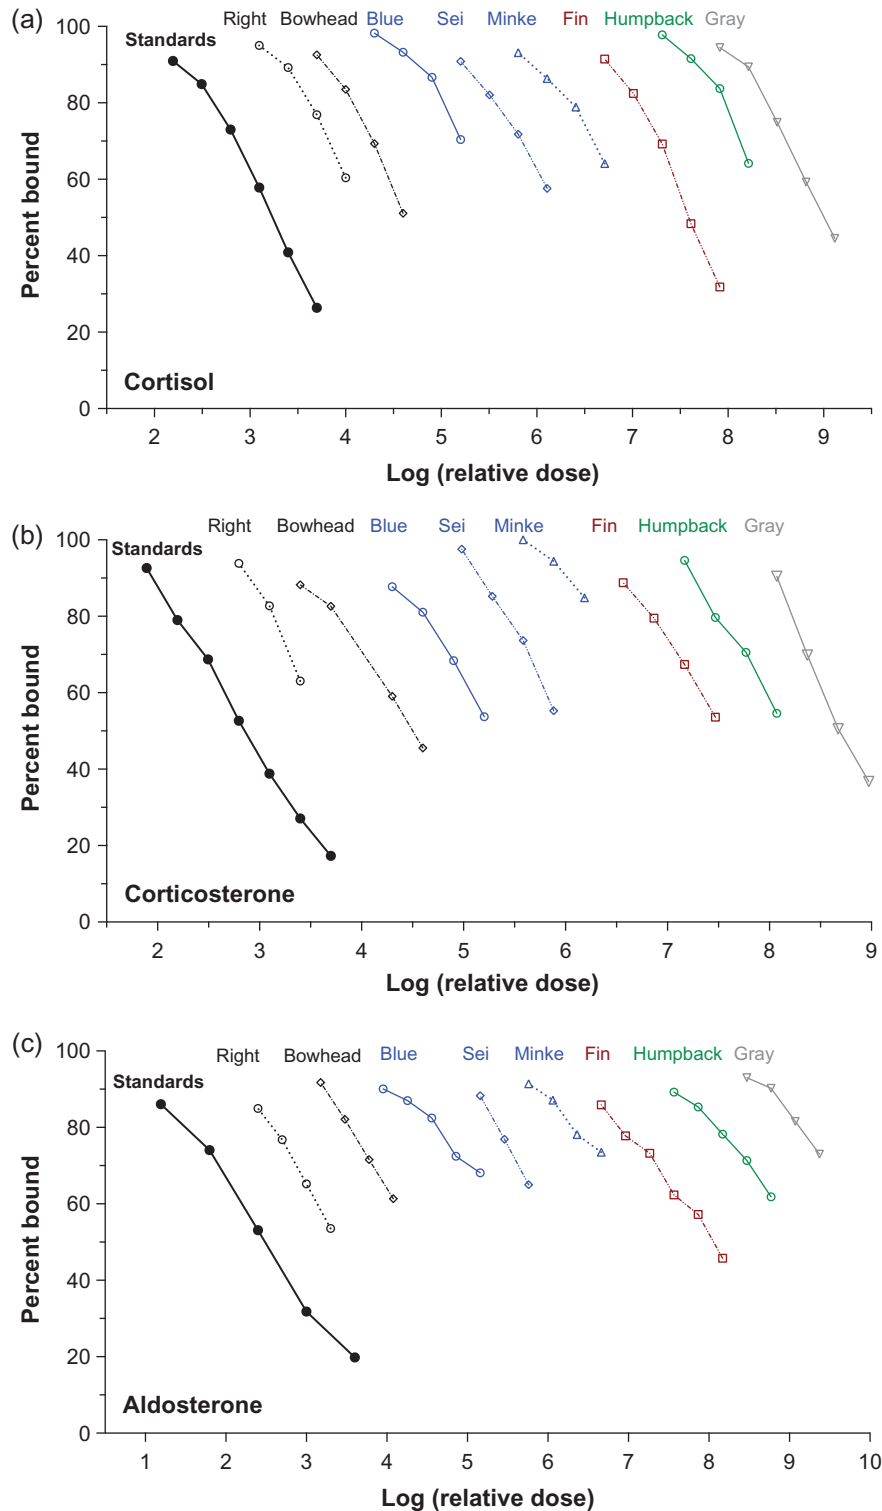 (a)
Right Bowhead Blue Sei Minke Fin Humpback Gray
Standards
100
80
60
40
20
0
Percent bound
Cortisol
2 3 4 5 6 7 8 9
Log (relative dose)
(b)
Right Bowhead Blue Sei Minke Fin Humpback Gray
Standards
100
80
60
40
20
0
Percent bound
Corticosterone
2 3 4 5 6 7 8 9
Log (relative dose)
(c)
Right Bowhead Blue Sei Minke Fin Humpback Gray
Standards
100
80
60
40
20
0
Percent bound
Aldosterone
1 2 3 4 5 6 7 8 9 10
Log (relative dose)